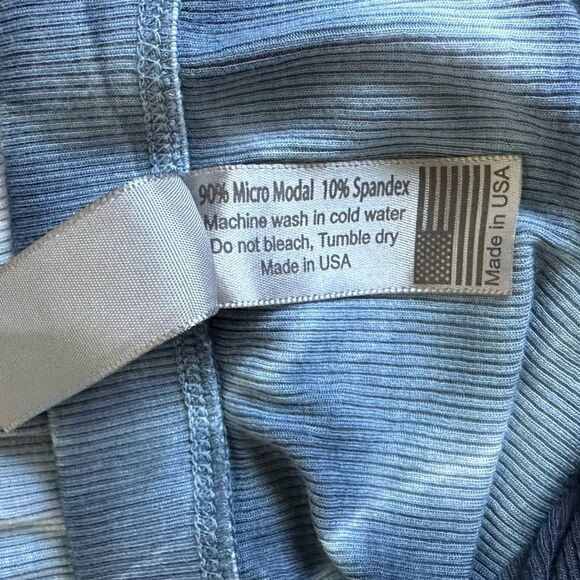 90% Micro Modal 10% Spandex
Machine wash in cold water
Do not bleach, Tumble dry
Made in USA
Made in USA